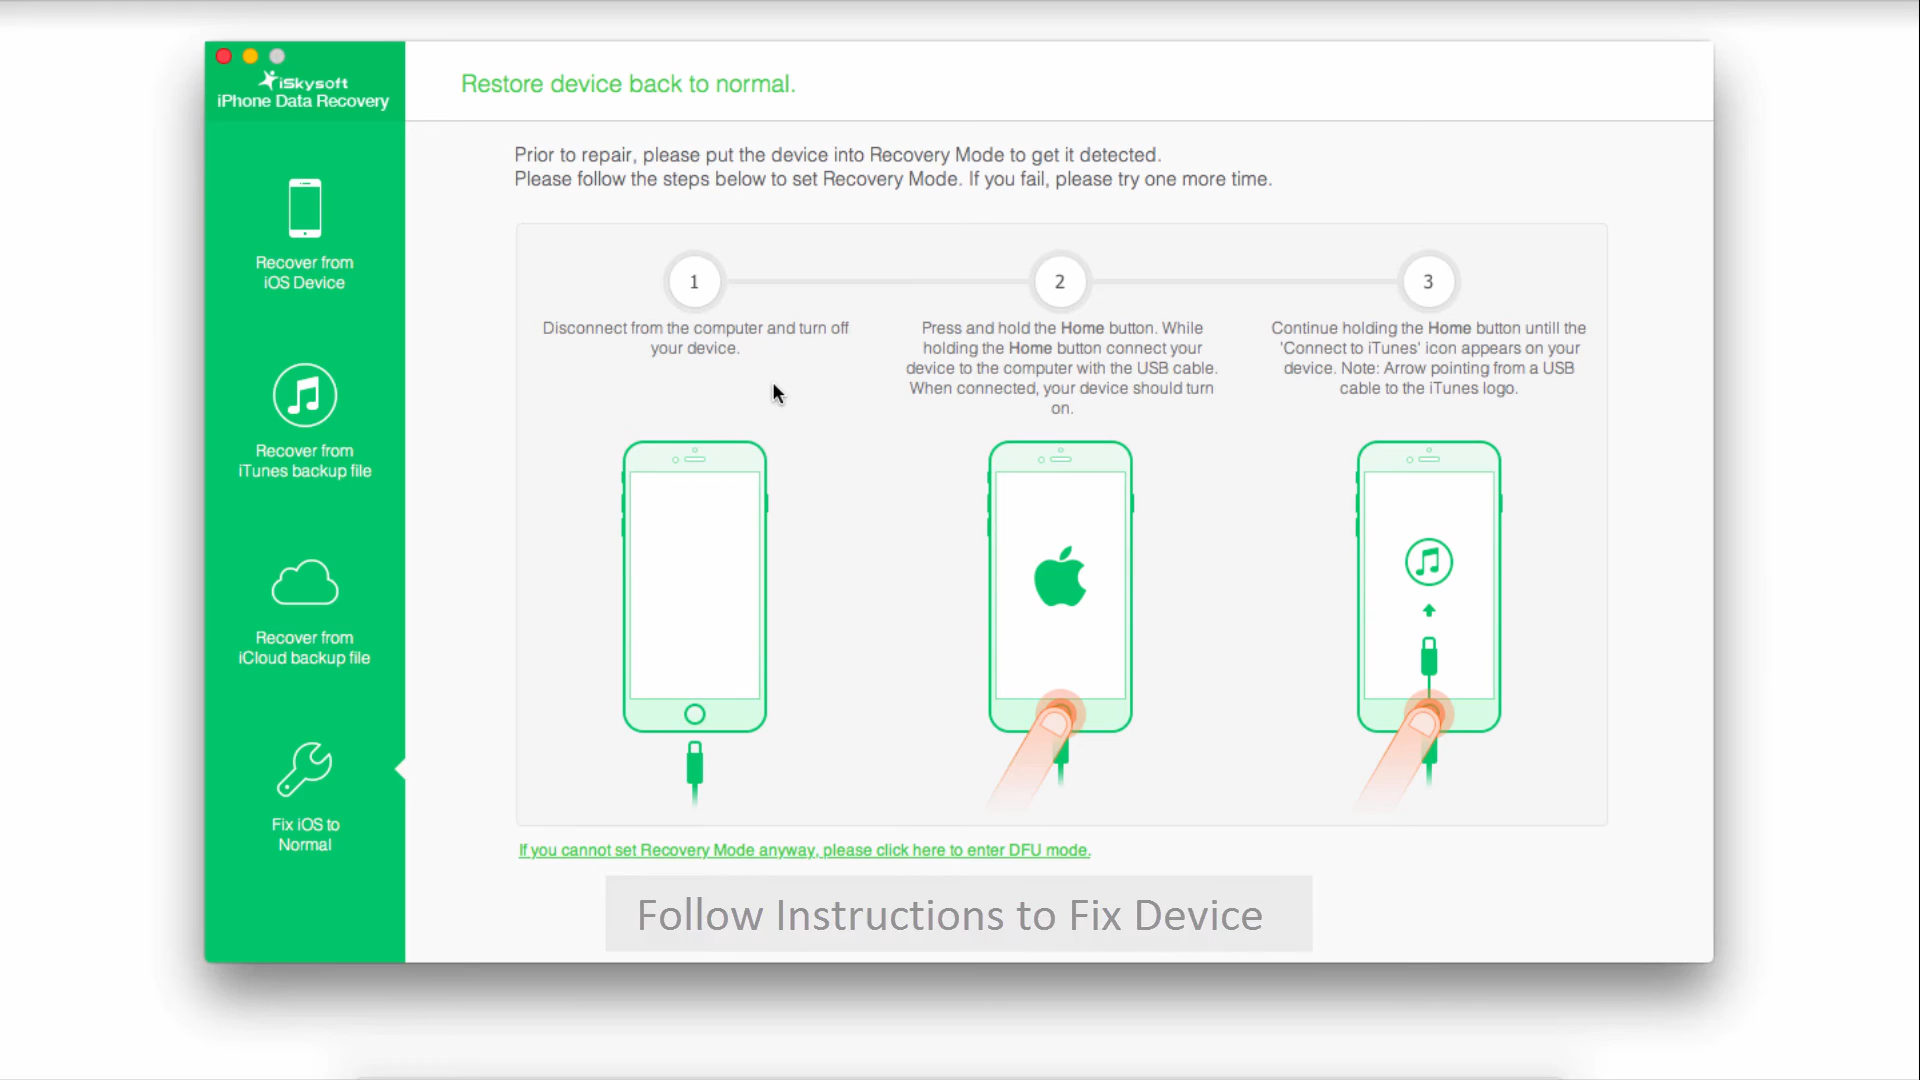 iSkysoft
iPhone Data Recovery
Restore device back to normal.
Prior to repair, please put the device into Recovery Mode to get it detected.
Please follow the steps below to set Recovery Mode. If you fail, please try one more time.
Recover from
iOS Device
Recover from
iTunes backup file
Recover from
iCloud backup file
Fix iOS to
Normal
1
Disconnect from the computer and turn off
your device.
2
Press and hold the Home button. While
holding the Home button connect your
device to the computer with the USB cable.
When connected, your device should turn
on.
3
Continue holding the Home button untill the
'Connect to iTunes' icon appears on your
device. Note: Arrow pointing from a USB
cable to the iTunes logo.
If you cannot set Recovery Mode anyway, please click here to enter DFU mode.
Follow Instructions to Fix Device